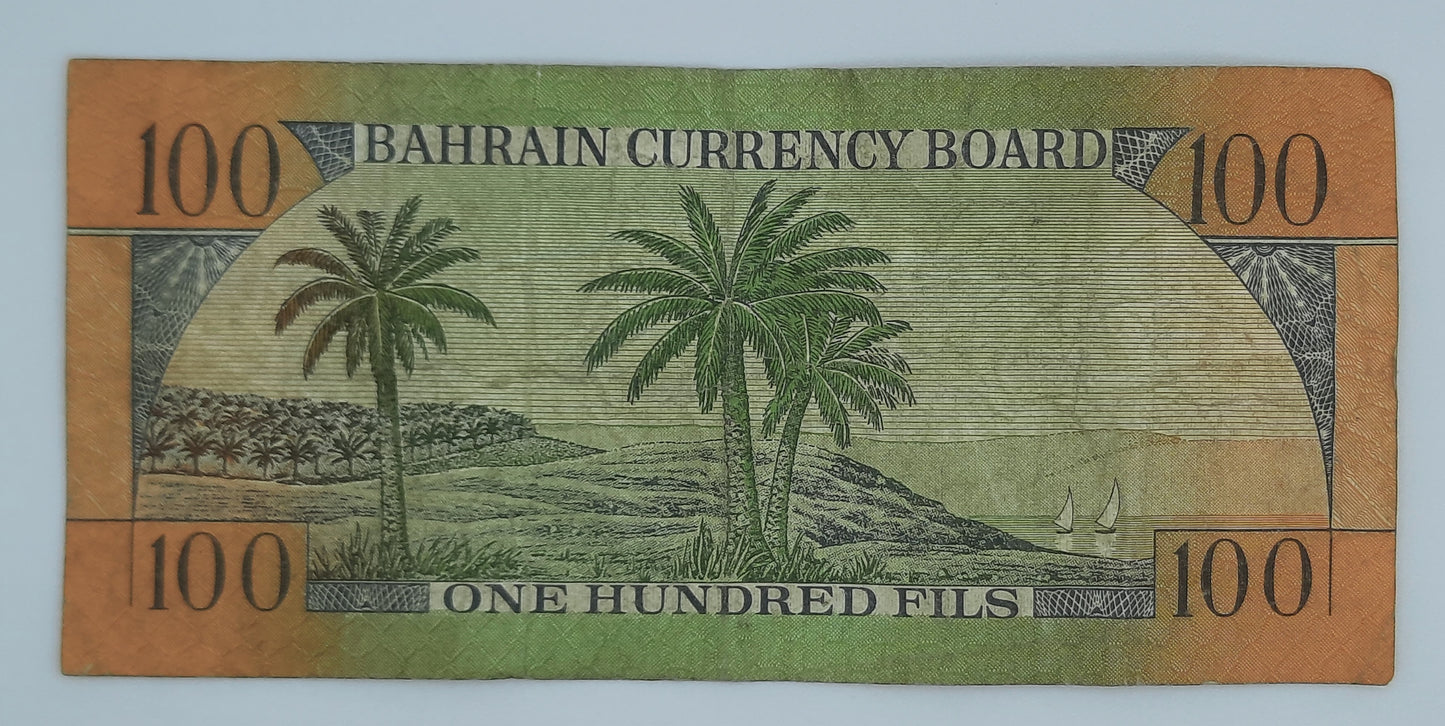 100 BAHRAIN CURRENCY BOARD 100
100 ONE HUNDRED FILS 100